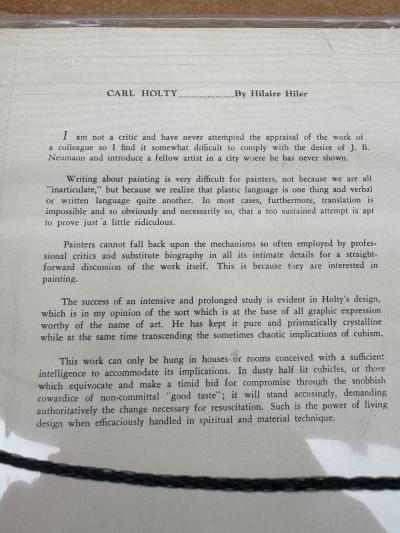 CARL HOLTY..............................By Hilaire Hiler
I am not a critic and have never attempted the appraisal of the work of
a colleague so I find it somewhat difficult to comply with the desire of J. B.
Neumann and introduce a fellow artist in a city where he has never shown.
Writing about painting is very difficult for painters, not because we are all
"inarticulate," but because we realize that plastic language is one thing and verbal
or written language quite another. In most cases, furthermore, translation is
impossible and so obviously and necessarily so, that a too sustained attempt is apt
to prove just a little ridiculous.
Painters cannot fall back upon the mechanisms so often employed by profes-
sional critics and substitute biography in all its intimate details for a straight-
forward discussion of the work itself. This is because they are interested in
painting.
The success of an intensive and prolonged study is evident in Holty's design,
which is in my opinion of the sort which is at the base of all graphic expression
worthy of the name of art. He has kept it pure and prismatically crystalline
while at the same time transcending the sometimes chaotic implications of cubism.
This work can only be hung in houses or rooms conceived with a sufficient
intelligence to accommodate its implications. In dusty half lit cubicles, or those
which equivocate and make a timid bid for compromise through the snobbish
cowardice of non-committal "good taste"; it will stand accusingly, demanding
authoritatively the change necessary for resuscitation. Such is the power of living
design when efficaciously handled in spiritual and material technique.